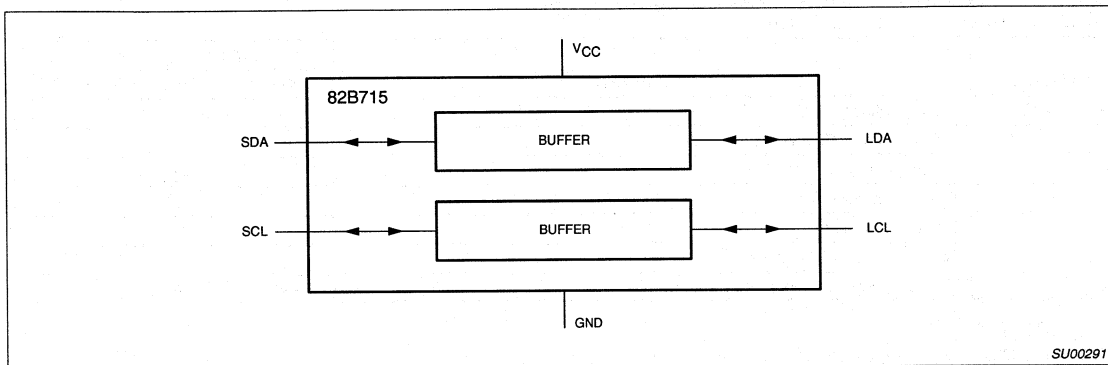 VCC
82B715
SDA
BUFFER
LDA
SCL
BUFFER
LCL
GND
SU00291